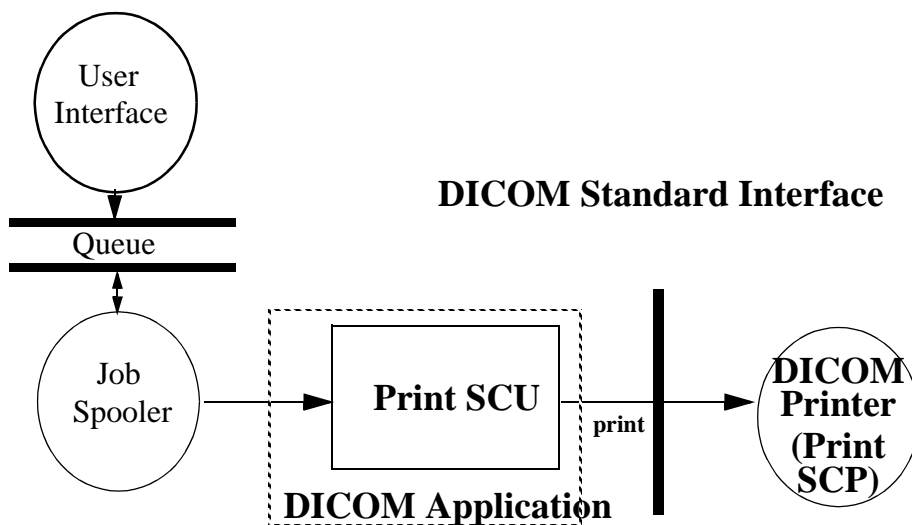 User
Interface
DICOM Standard Interface
Queue
Job
Spooler
Print SCU
print
DICOM
Printer
(Print
SCP)
DICOM Application